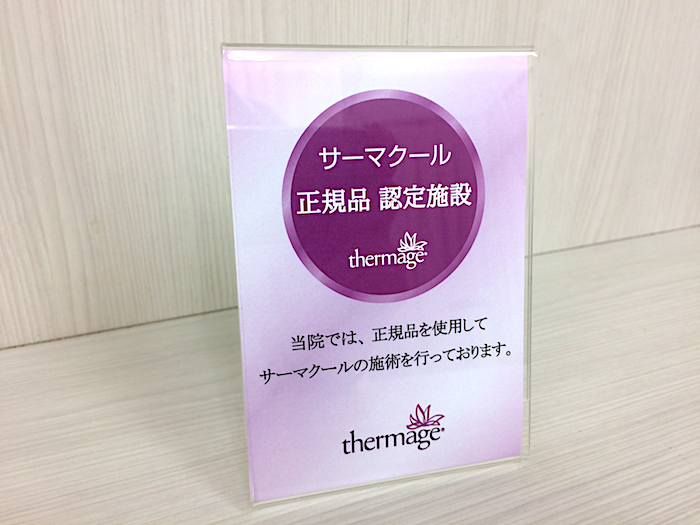 サーマクール
正規品 認定施設
thermage®
当院では、正規品を使用して
サーマクールの施術を行っております。
thermage®